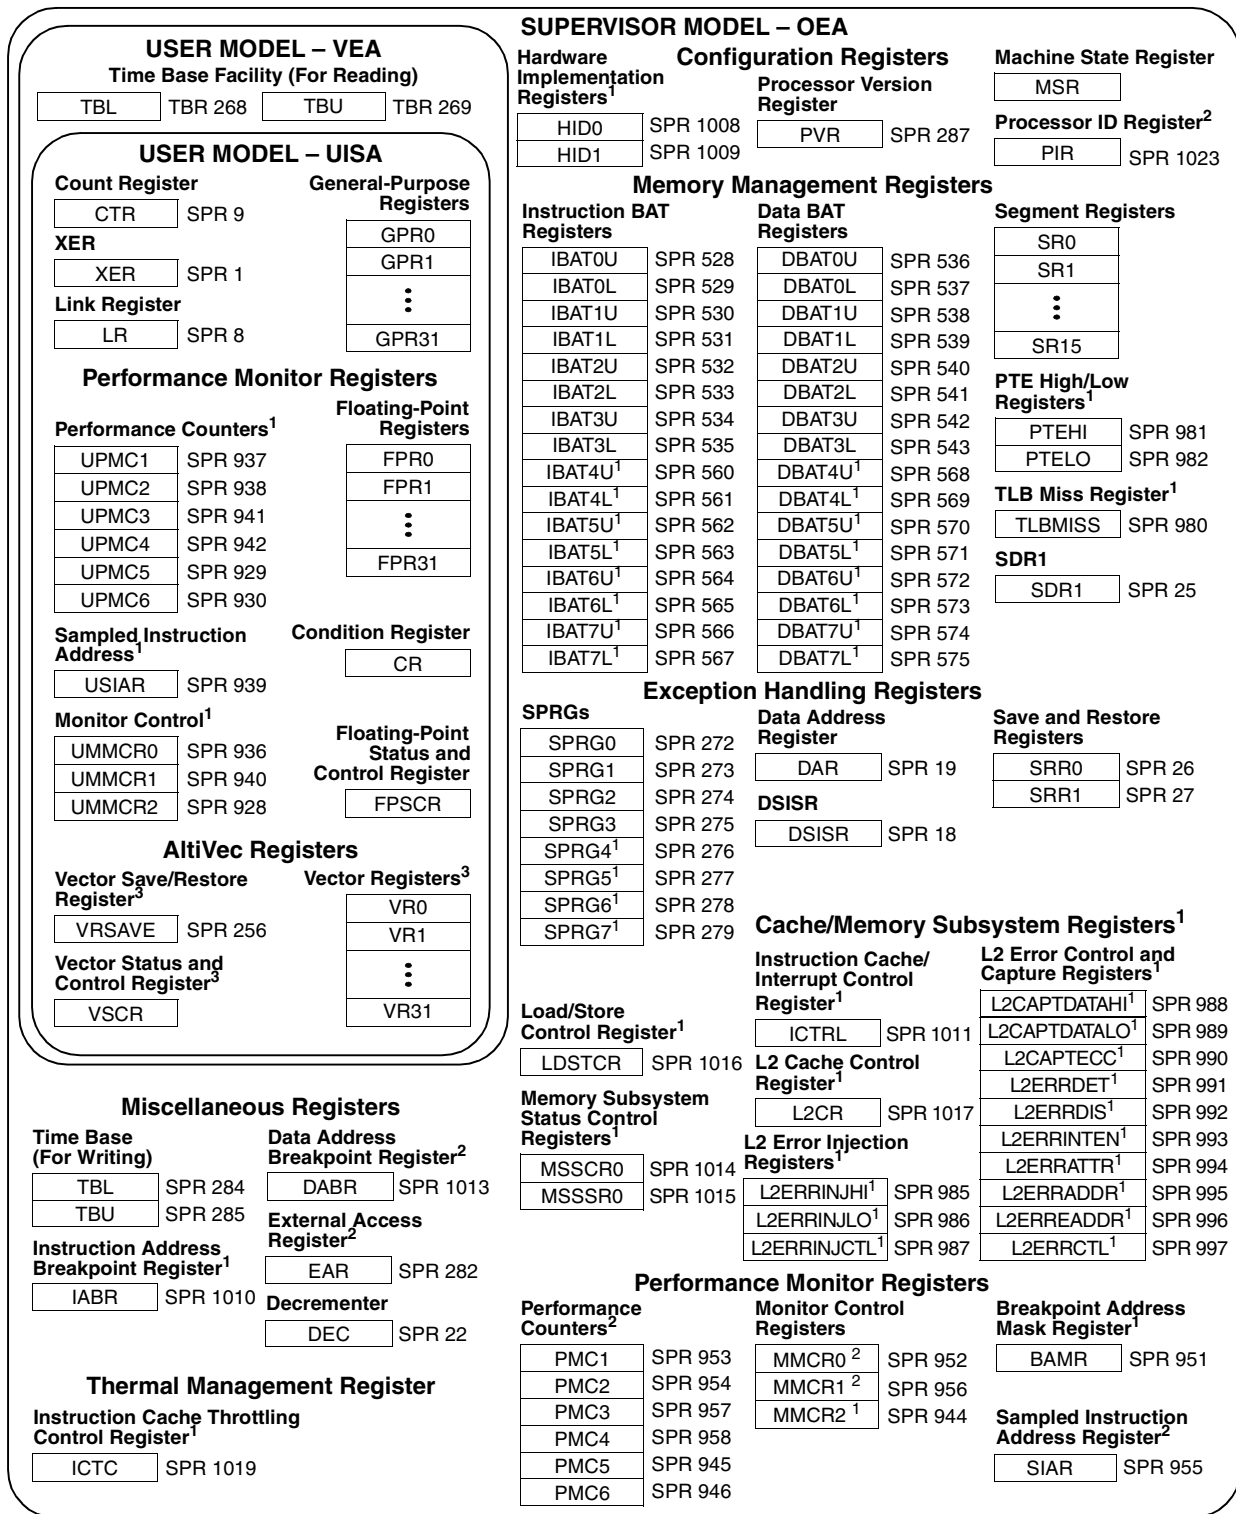 USER MODEL – VEA
Time Base Facility (For Reading)
TBL TBR 268 TBU TBR 269
USER MODEL – UISA
Count Register
CTR SPR 9
XER
XER SPR 1
Link Register
LR SPR 8
General-Purpose
Registers
GPR0
GPR1
GPR31
Performance Monitor Registers
Performance Counters1
UPMC1 SPR 937
UPMC2 SPR 938
UPMC3 SPR 941
UPMC4 SPR 942
UPMC5 SPR 929
UPMC6 SPR 930
Floating-Point
Registers
FPR0
FPR1
FPR31
Sampled Instruction
Address1
USIAR SPR 939
Condition Register
CR
Monitor Control1
UMMCR0 SPR 936
UMMCR1 SPR 940
UMMCR2 SPR 928
Floating-Point
Status and
Control Register
FPSCR
AltiVec Registers
Vector Save/Restore
Register3
VRSAVE SPR 256
Vector Status and
Control Register3
VSCR
Vector Registers3
VR0
VR1
VR31
Miscellaneous Registers
Time Base
(For Writing)
TBL SPR 284
TBU SPR 285
Instruction Address
Breakpoint Register1
IABR SPR 1010
Data Address
Breakpoint Register2
DABR SPR 1013
External Access
Register2
EAR SPR 282
Decrementer
DEC SPR 22
Thermal Management Register
Instruction Cache Throttling
Control Register1
ICTC SPR 1019
SUPERVISOR MODEL – OEA
Configuration Registers
Hardware
Implementation
Registers1
HID0 SPR 1008
HID1 SPR 1009
Processor Version
Register
PVR SPR 287
Machine State Register
MSR
Processor ID Register2
PIR SPR 1023
Memory Management Registers
Instruction BAT
Registers
IBAT0U SPR 528
IBAT0L SPR 529
IBAT1U SPR 530
IBAT1L SPR 531
IBAT2U SPR 532
IBAT2L SPR 533
IBAT3U SPR 534
IBAT3L SPR 535
IBAT4U1 SPR 560
IBAT4L1 SPR 561
IBAT5U1 SPR 562
IBAT5L1 SPR 563
IBAT6U1 SPR 564
IBAT6L1 SPR 565
IBAT7U1 SPR 566
IBAT7L1 SPR 567
Data BAT
Registers
DBAT0U SPR 536
DBAT0L SPR 537
DBAT1U SPR 538
DBAT1L SPR 539
DBAT2U SPR 540
DBAT2L SPR 541
DBAT3U SPR 542
DBAT3L SPR 543
DBAT4U1 SPR 568
DBAT4L1 SPR 569
DBAT5U1 SPR 570
DBAT5L1 SPR 571
DBAT6U1 SPR 572
DBAT6L1 SPR 573
DBAT7U1 SPR 574
DBAT7L1 SPR 575
Segment Registers
SR0
SR1
SR15
PTE High/Low
Registers1
PTEHI SPR 981
PTELO SPR 982
TLB Miss Register1
TLBMISS SPR 980
SDR1
SDR1 SPR 25
Exception Handling Registers
SPRGs
SPRG0 SPR 272
SPRG1 SPR 273
SPRG2 SPR 274
SPRG3 SPR 275
SPRG41 SPR 276
SPRG51 SPR 277
SPRG61 SPR 278
SPRG71 SPR 279
Data Address
Register
DAR SPR 19
DSISR
DSISR SPR 18
Save and Restore
Registers
SRR0 SPR 26
SRR1 SPR 27
Cache/Memory Subsystem Registers1
Load/Store
Control Register1
LDSTCR SPR 1016
Memory Subsystem
Status Control
Registers1
MSSCR0 SPR 1014
MSSSR0 SPR 1015
Instruction Cache/
Interrupt Control
Register1
ICTRL SPR 1011
L2 Cache Control
Register1
L2CR SPR 1017
L2 Error Injection
Registers1
L2ERRINJHI1 SPR 985
L2ERRINJLO1 SPR 986
L2ERRINJCTL1 SPR 987
L2 Error Control and
Capture Registers1
L2CAPTDATAHI1 SPR 988
L2CAPTDATALO1 SPR 989
L2CAPTECC1 SPR 990
L2ERRDET1 SPR 991
L2ERRDIS1 SPR 992
L2ERRINTEN1 SPR 993
L2ERRATTR1 SPR 994
L2ERRADDR1 SPR 995
L2ERREADDR1 SPR 996
L2ERRCTL1 SPR 997
Performance Monitor Registers
Performance
Counters2
PMC1 SPR 953
PMC2 SPR 954
PMC3 SPR 957
PMC4 SPR 958
PMC5 SPR 945
PMC6 SPR 946
Monitor Control
Registers
MMCR0 2 SPR 952
MMCR1 2 SPR 956
MMCR2 1 SPR 944
Breakpoint Address
Mask Register1
BAMR SPR 951
Sampled Instruction
Address Register2
SIAR SPR 955